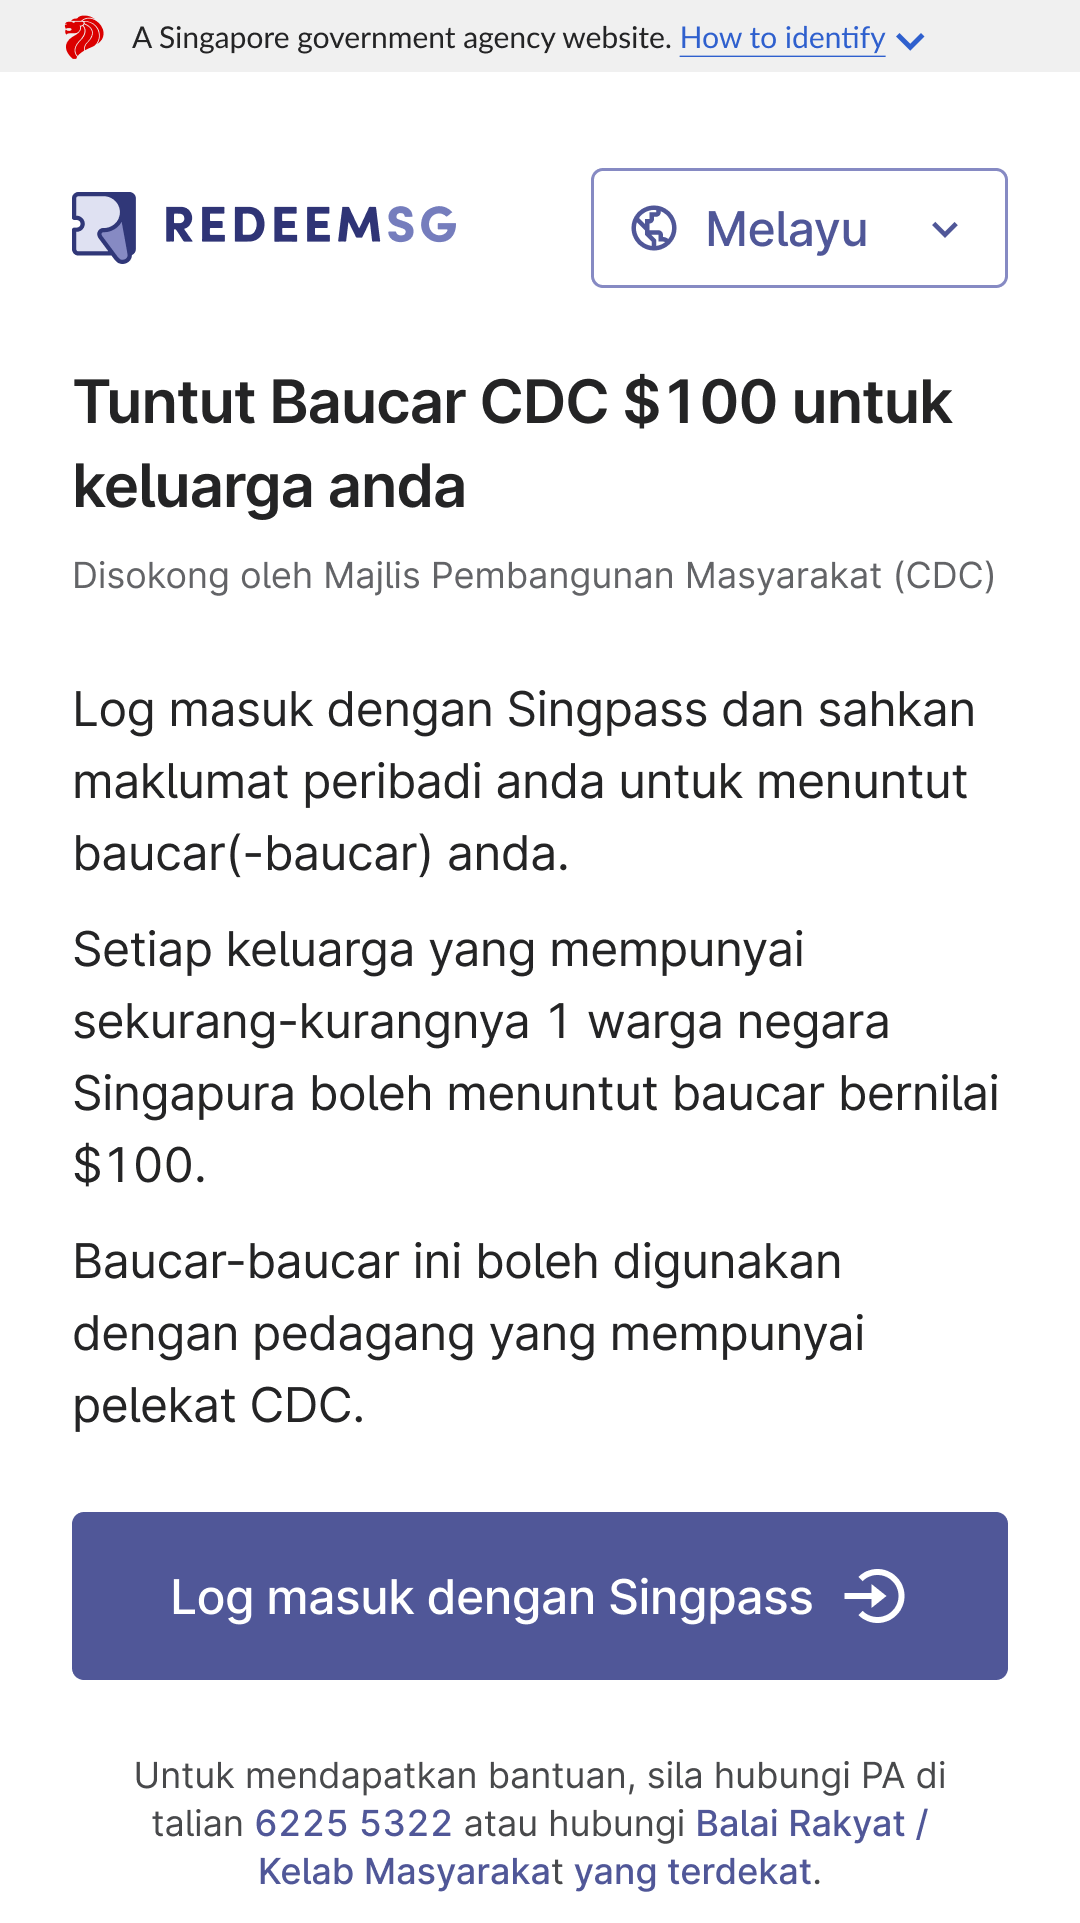 A Singapore government agency website. How to identify
REDEEMSG
Melayu
Tuntut Baucar CDC $100 untuk
keluarga anda
Disokong oleh Majlis Pembangunan Masyarakat (CDC)
Log masuk dengan Singpass dan sahkan
maklumat peribadi anda untuk menuntut
baucar(-baucar) anda.
Setiap keluarga yang mempunyai
sekurang-kurangnya 1 warga negara
Singapura boleh menuntut baucar bernilai
$100.
Baucar-baucar ini boleh digunakan
dengan pedagang yang mempunyai
pelekat CDC.
Log masuk dengan Singpass
Untuk mendapatkan bantuan, sila hubungi PA di
talian 6225 5322 atau hubungi Balai Rakyat /
Kelab Masyarakat yang terdekat.